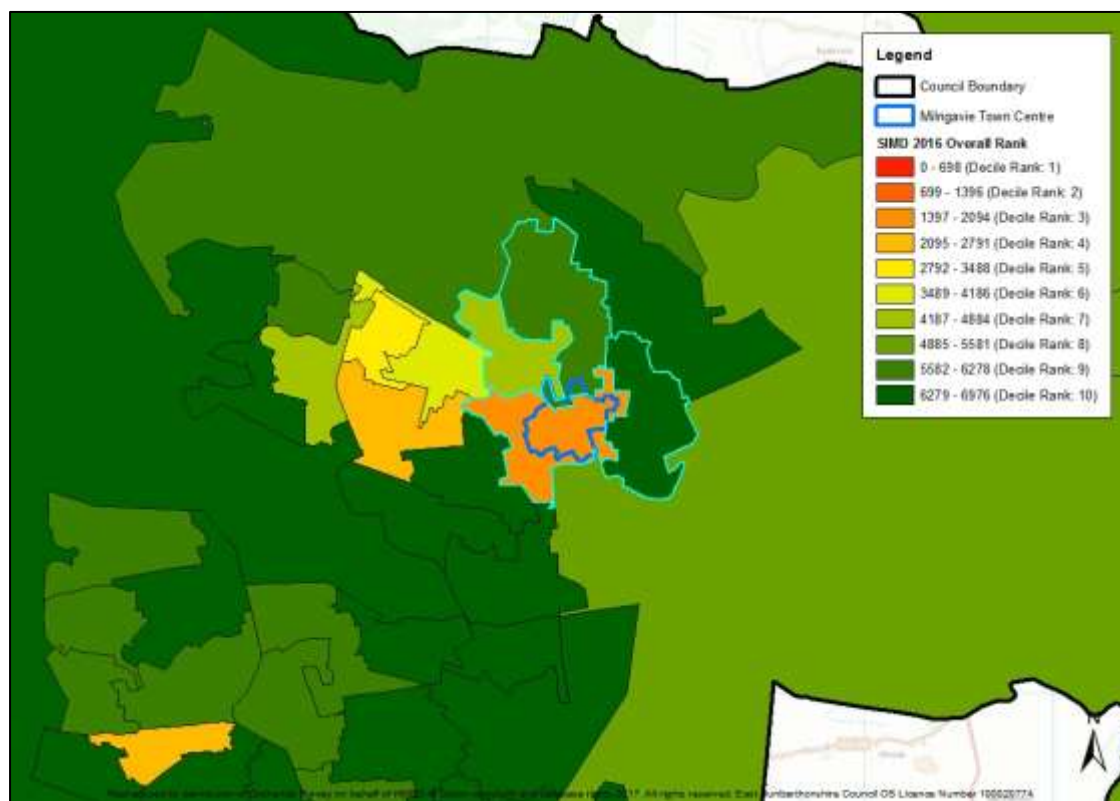 Legend
Council Boundary
Milngavie Town Centre
SIMD 2016 Overall Rank
0 - 698 (Decile Rank: 1)
699 - 1396 (Decile Rank: 2)
1397 - 2094 (Decile Rank: 3)
2095 - 2791 (Decile Rank: 4)
2792 - 3488 (Decile Rank: 5)
3489 - 4186 (Decile Rank: 6)
4187 - 4884 (Decile Rank: 7)
4885 - 5581 (Decile Rank: 8)
5582 - 6278 (Decile Rank: 9)
6279 - 6976 (Decile Rank: 10)
N
2017. All rights reserved. East Dunbartonshire Council OS Licence Number 100020774